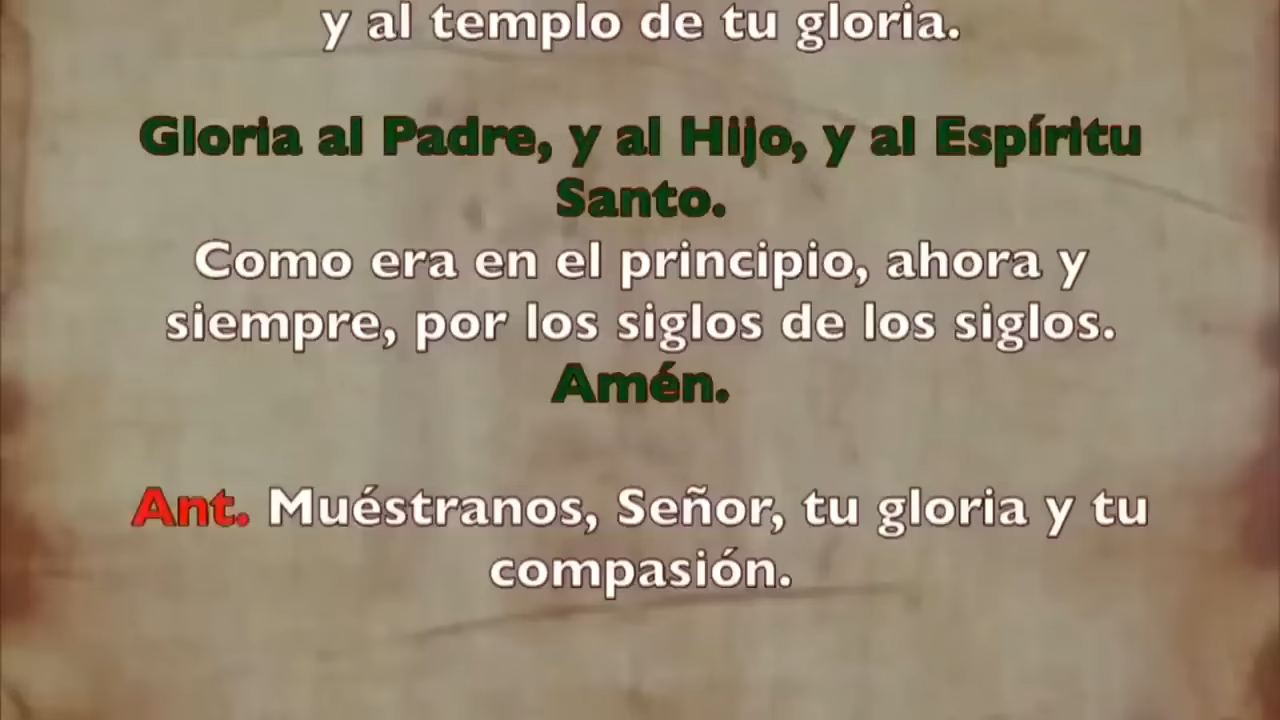 y al templo de tu gloria.
Gloria al Padre, y al Hijo, y al Espíritu
Santo.
Como era en el principio, ahora y
siempre, por los siglos de los siglos.
Amén.
Ant. Muéstranos, Señor, tu gloria y tu
compasión.